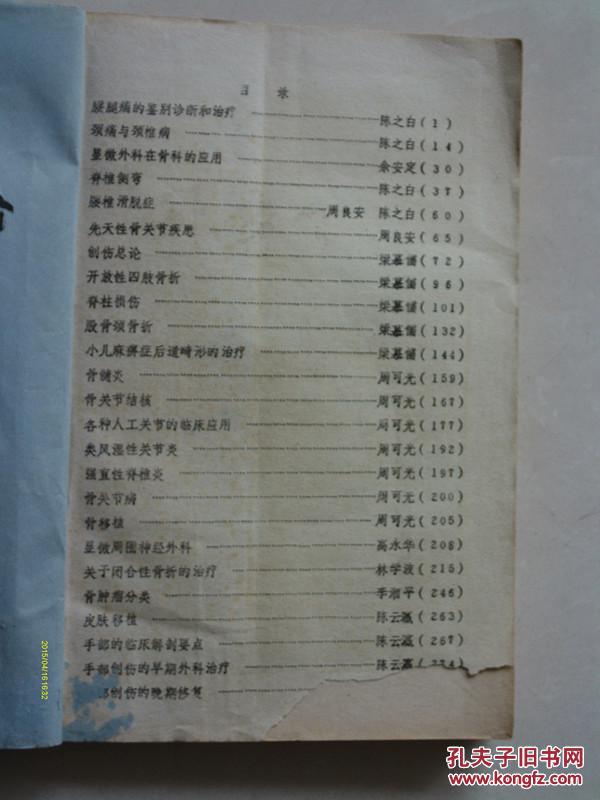 目 录
腰腿痛的鉴别诊断和治疗 陈之白(1)
颈痛与颈椎病 陈之白(14)
显微外科在骨科的应用 余安定(30)
脊椎侧弯 陈之白(37)
腰椎滑脱症 周良安 陈之白(60)
先天性骨关节疾患 周良安(65)
创伤总论 梁基儒(72)
开放性四肢骨折 梁基儒(96)
脊柱损伤 梁基儒(101)
股骨颈骨折 梁基儒(132)
小儿麻痹症后遗畸形的治疗 梁基儒(144)
骨髓炎 周可光(159)
骨关节结核 周可光(167)
各种人工关节的临床应用 周可光(177)
类风湿性关节炎 周可光(192)
强直性脊椎炎 周可光(197)
骨关节病 周可光(200)
骨移植 周可光(205)
显微周围神经外科 高永华(208)
关于闭合性骨折的治疗 林学波(215)
骨肿瘤分类 李湘平(246)
皮肤移植 陈云瀛(263)
手部的临床解剖要点 陈云瀛(267)
手部创伤的早期外科治疗 陈云瀛(274
部创伤的晚期修复
2015/04/16 16:32
孔夫子旧书网
www.kongfz.com